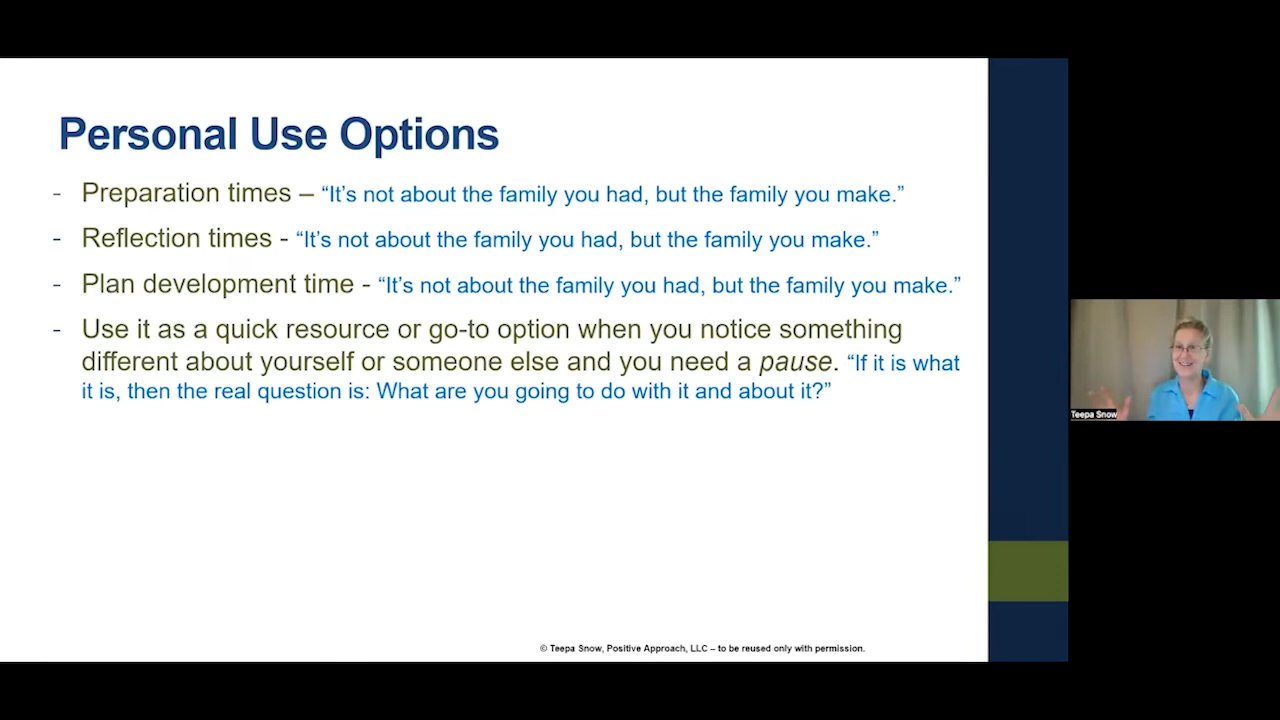 Personal Use Options
- Preparation times – “It’s not about the family you had, but the family you make.”
- Reflection times - “It’s not about the family you had, but the family you make.”
- Plan development time - “It’s not about the family you had, but the family you make.”
- Use it as a quick resource or go-to option when you notice something
different about yourself or someone else and you need a pause. “If it is what
it is, then the real question is: What are you going to do with it and about it?”
Teepa Snow
© Teepa Snow, Positive Approach, LLC – to be reused only with permission.